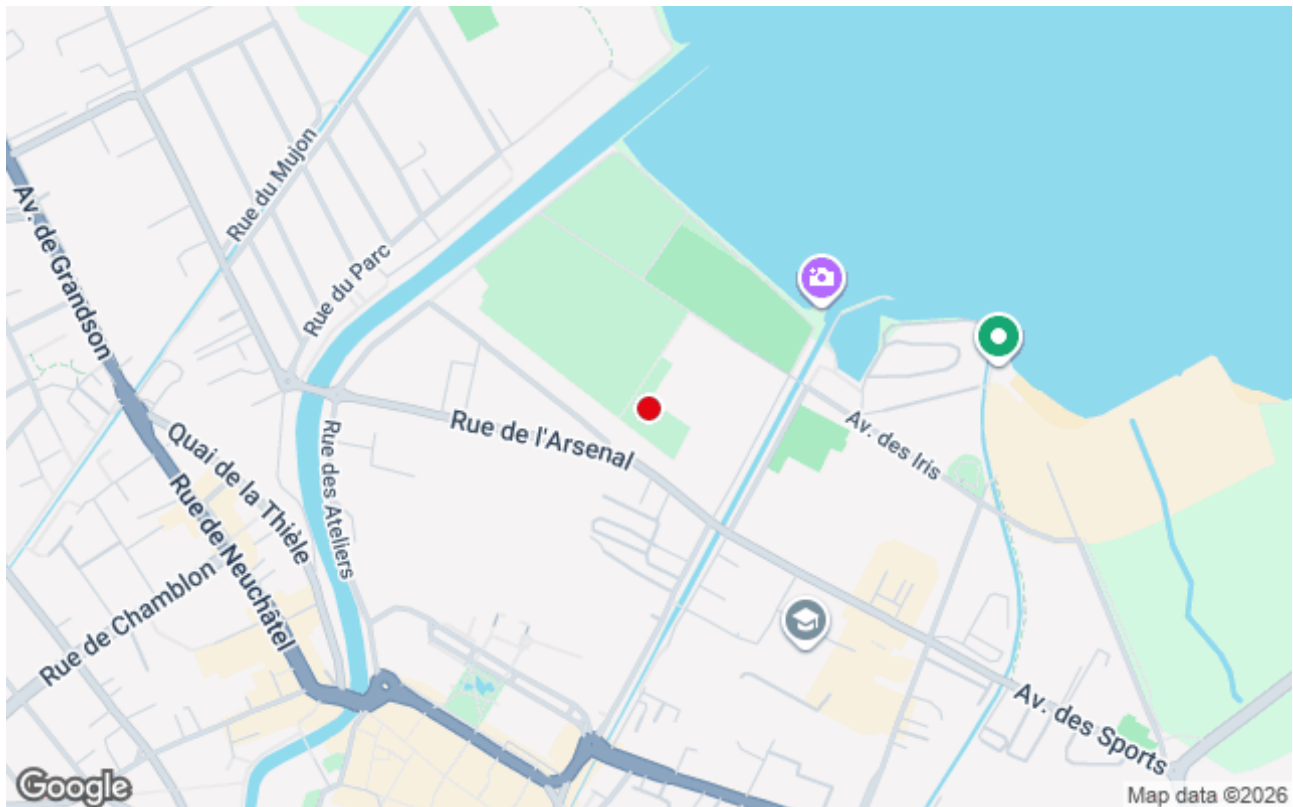 Rue du Mujon
Av. de Grandson
Rue du Parc
Rue de l'Arsenal
Av. des Iris
Quai de la Thièle
Rue des Ateliers
Rue de Neuchâtel
Rue de Chamblon
Av. des Sports
Google
Map data ©2026